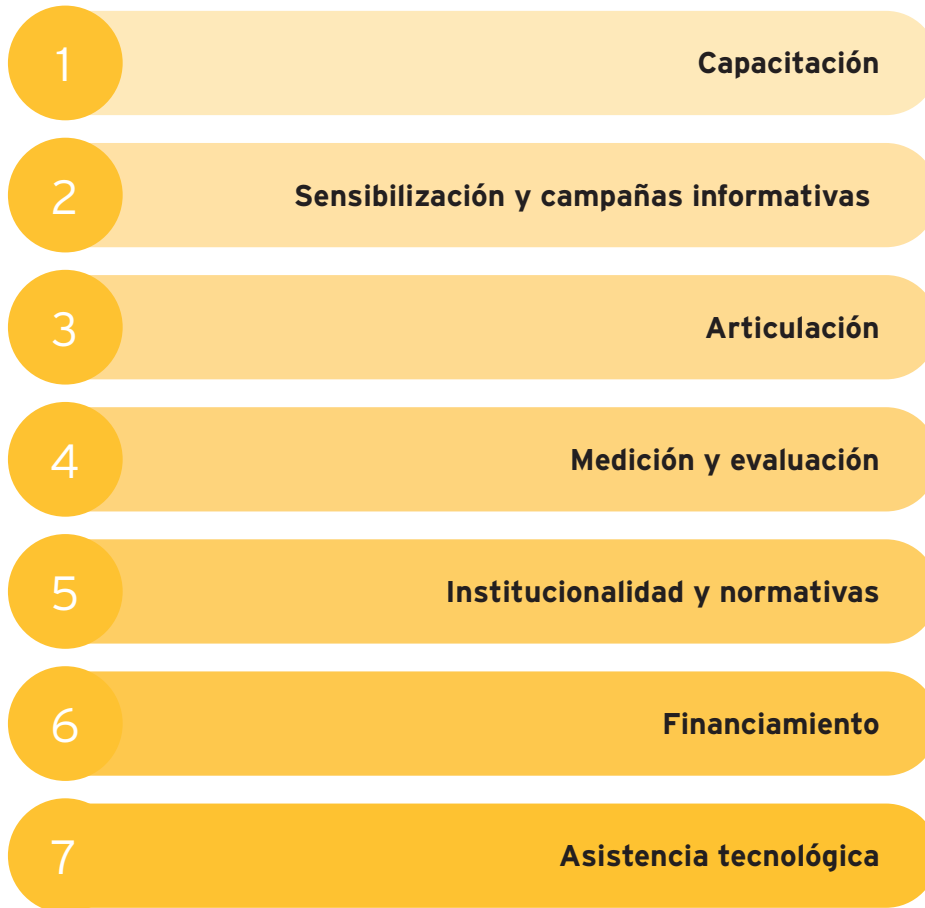 1 Capacitación
2 Sensibilización y campañas informativas
3 Articulación
4 Medición y evaluación
5 Institucionalidad y normativas
6 Financiamiento
7 Asistencia tecnológica